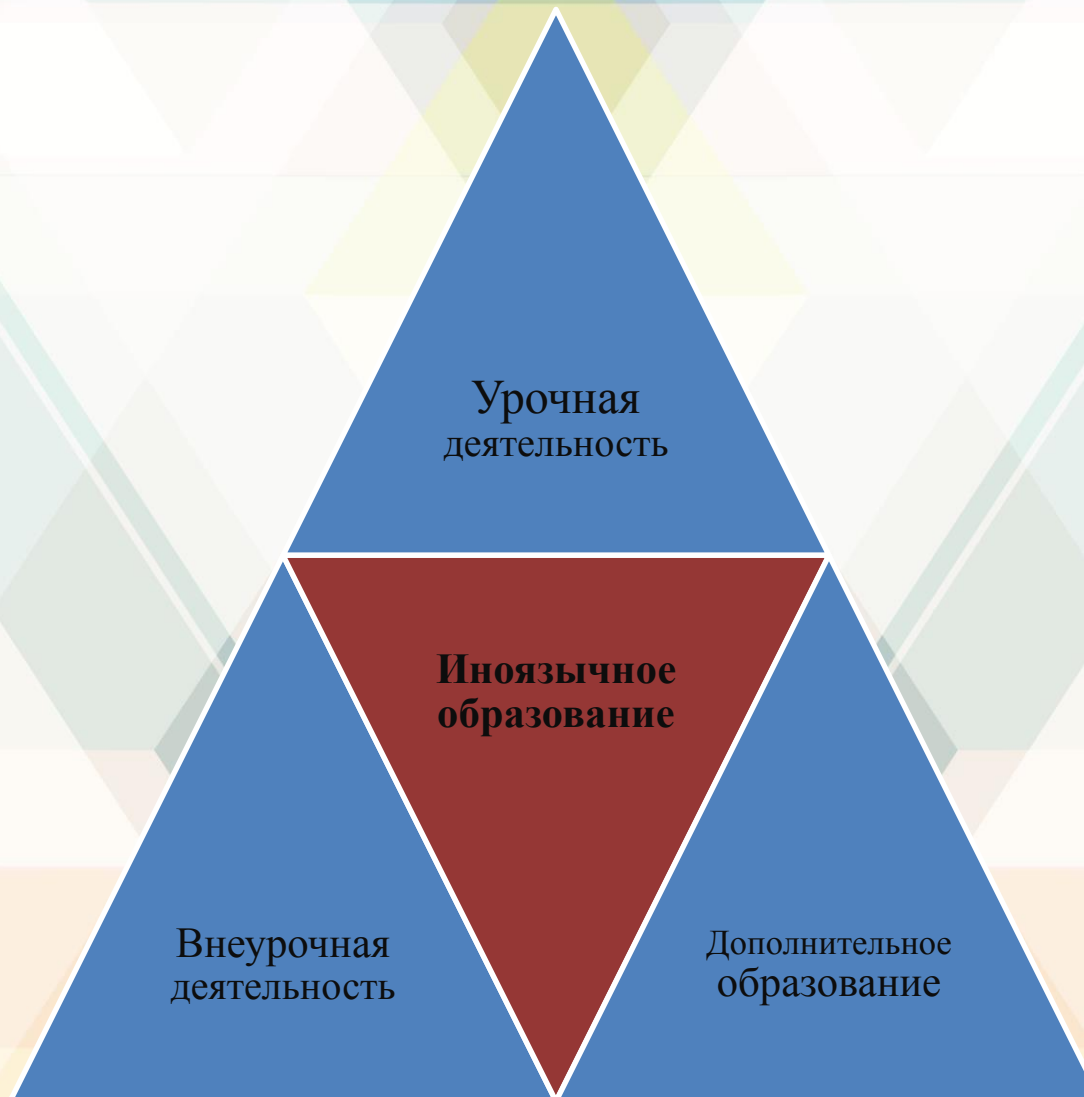 Урочная
деятельность
Иноязычное
образование
Внеурочная
деятельность
Дополнительное
образование